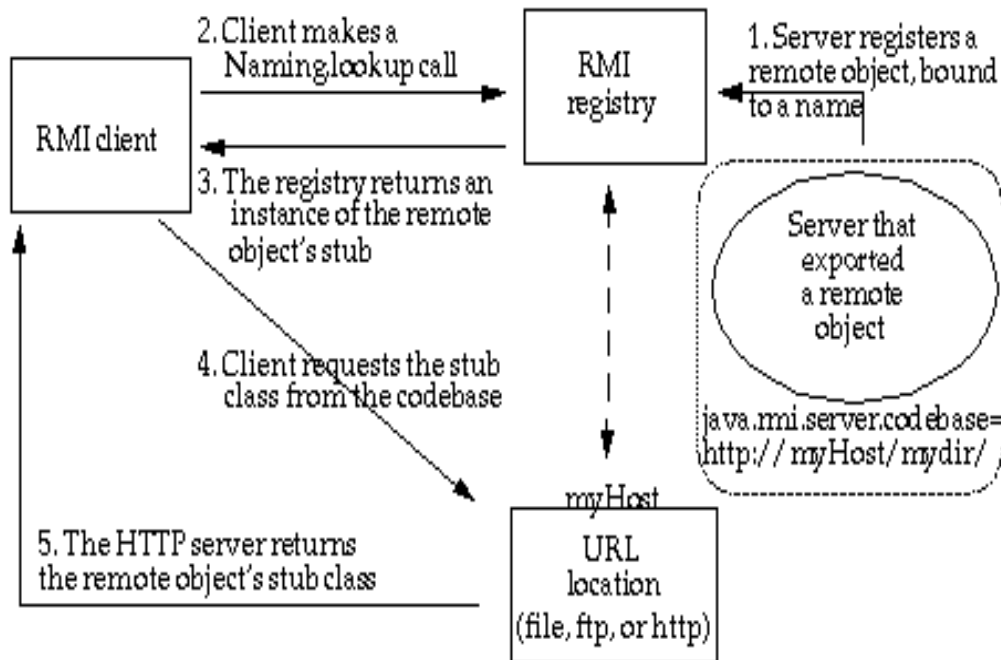 2. Client makes a
Naming.lookup call
RMI
registry
1. Server registers a
remote object, bound
to a name
RMI client
3. The registry returns an
instance of the remote
object's stub
Server that
exported
a remote
object
4. Client requests the stub
class from the codebase
java.rmi.server.codebase=
http://myHost/mydir/
myHost
URL
location
(file, ftp, or http)
5. The HTTP server returns
the remote object's stub class